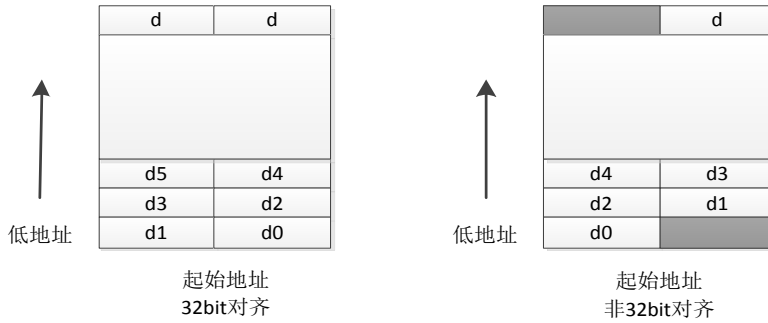 d d
d5 d4
d3 d2
d1 d0
低地址
起始地址
32bit对齐
d
d4 d3
d2 d1
d0
低地址
起始地址
非32bit对齐